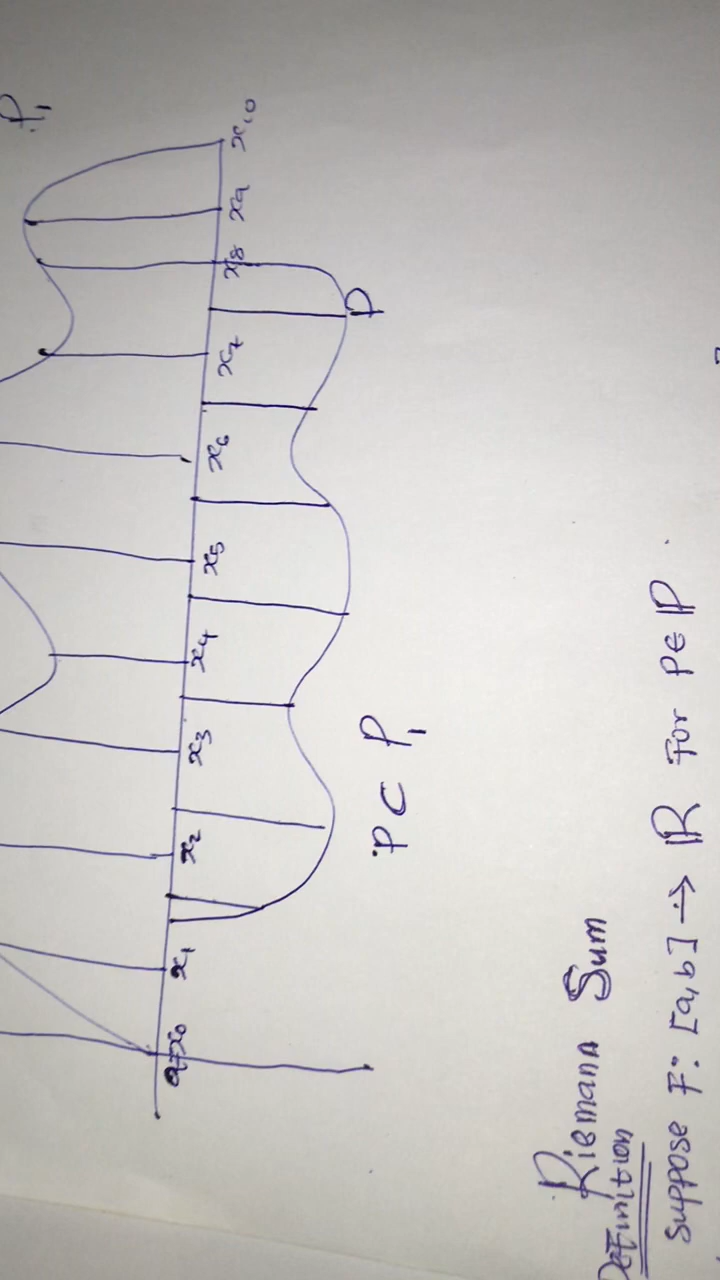 P₁
a=x₀ x₁ x₂ x₃ x₄ x₅ x₆ x₇ x₈ x₉ x₁₀
P
P ⊂ P₁
Riemann Sum
Definition
Suppose F: [a,b] → ℝ For P∈ℙ.